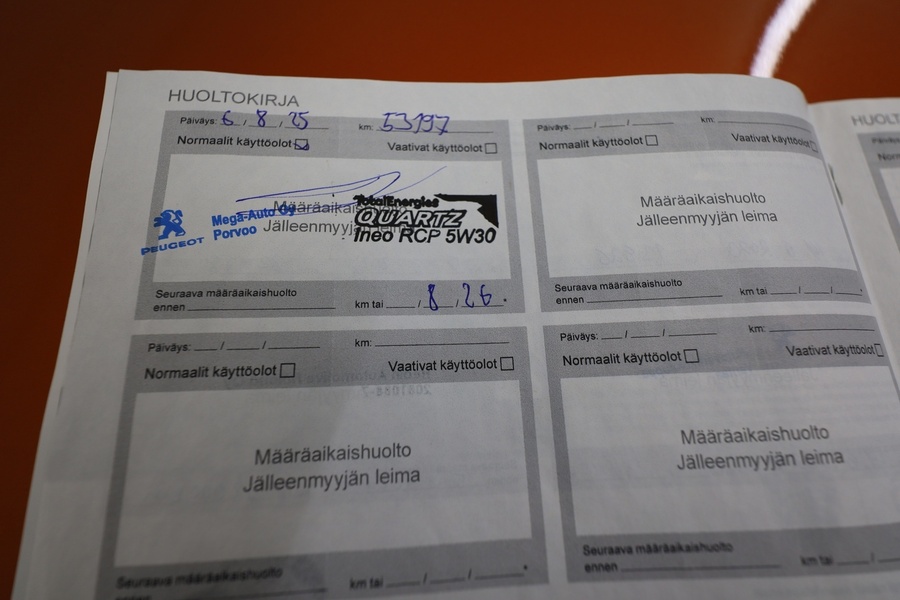 HUOLTOKIRJA
Päiväys: 6 / 8 / 25 km: 53197
Normaalit käyttöolot Vaativat käyttöolot
Määräaikaishuolto
Jälleenmyyjän leima
PEUGEOT
Mega-Auto Oy
Porvoo
TotalEnergies
QUARTZ
Ineo RCP 5W30
Seuraava määräaikaishuolto
ennen km tai / 8 / 26.
Päiväys: / / km:
Normaalit käyttöolot Vaativat käyttöolot
Määräaikaishuolto
Jälleenmyyjän leima
Seuraava määräaikaishuolto
ennen km tai / / .
Päiväys: / / km:
Normaalit käyttöolot Vaativat käyttöolot
Määräaikaishuolto
Jälleenmyyjän leima
Seuraava määräaikaishuolto
ennen km tai / / .
Päiväys: / / km:
Normaalit käyttöolot Vaativat käyttöolot
Määräaikaishuolto
Jälleenmyyjän leima
Seuraava määräaikaishuolto
ennen km tai / /